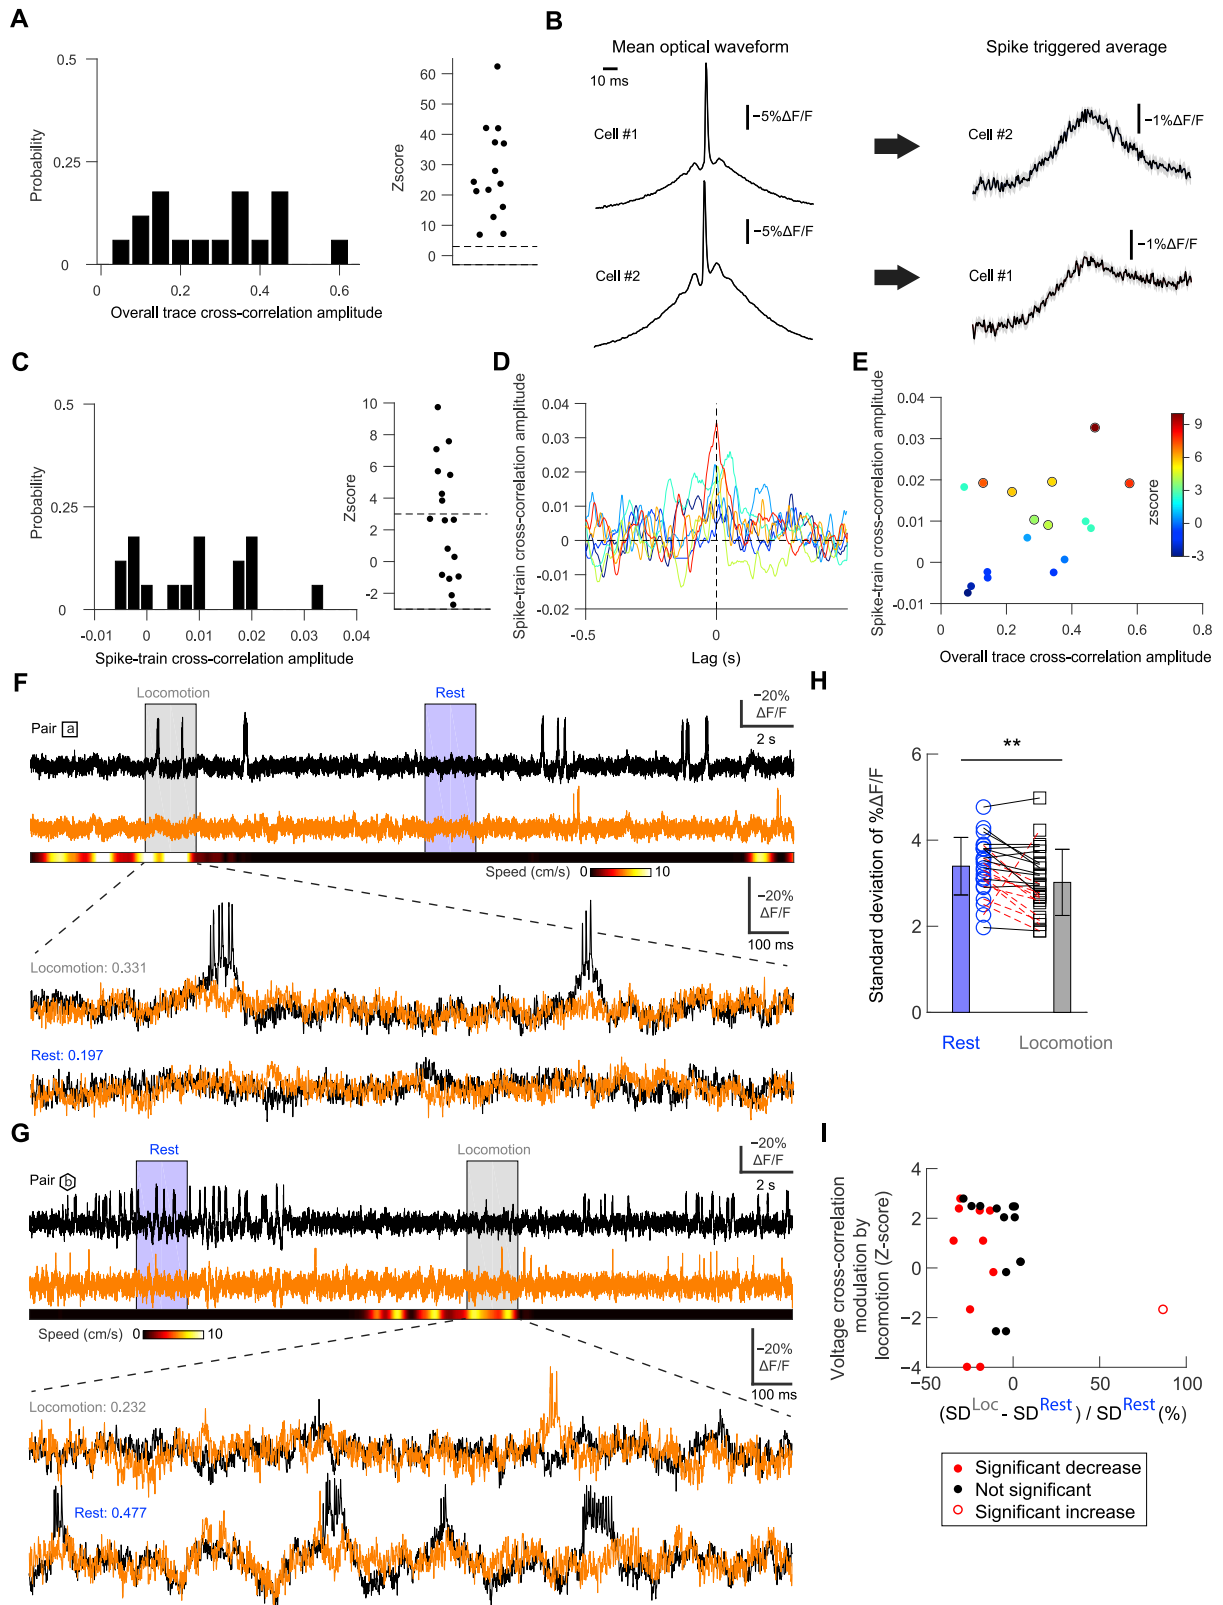 A
0.5
0.25
0
Probability
0
0.2
0.4
0.6
Overall trace cross-correlation amplitude
60
50
40
30
20
10
0
Zscore
B
Mean optical waveform
Spike triggered average
10 ms
−5%ΔF/F
Cell #1
Cell #2
−1%ΔF/F
−5%ΔF/F
Cell #2
Cell #1
−1%ΔF/F
C
0.5
0.25
0
Probability
-0.01
0
0.01
0.02
0.03
0.04
Spike-train cross-correlation amplitude
10
8
6
4
2
0
-2
Zscore
D
0.04
0.03
0.02
0.01
0
-0.01
-0.02
Spike-train cross-correlation amplitude
-0.5
0
Lag (s)
E
0.04
0.03
0.02
0.01
0
-0.01
Spike-train cross-correlation amplitude
0
0.2
0.4
0.6
0.8
Overall trace cross-correlation amplitude
9
6
3
0
-3
zscore
F
Locomotion
Rest
−20%
ΔF/F
2 s
Pair a
Speed (cm/s) 0 10
−20%
ΔF/F
100 ms
Locomotion: 0.331
Rest: 0.197
G
Rest
Locomotion
−20%
ΔF/F
2 s
Pair b
Speed (cm/s) 0 10
−20%
ΔF/F
100 ms
Locomotion: 0.232
Rest: 0.477
H
**
6
4
2
0
Standard deviation of %ΔF/F
Rest
Locomotion
I
4
2
0
−2
−4
Voltage cross-correlation
modulation by
locomotion (Z-score)
−50
0
50
100
(SD^Loc - SD^Rest) / SD^Rest (%)
Significant decrease
Not significant
Significant increase